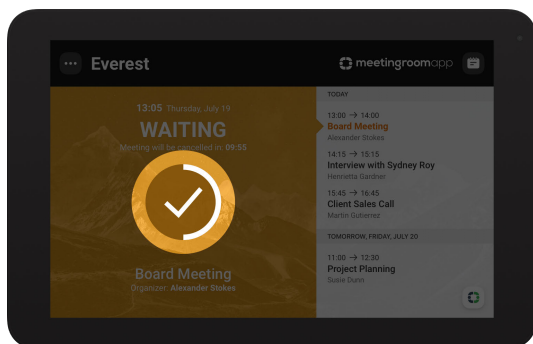 Everest
meetingroomapp
13:05 Thursday, July 19
WAITING
Meeting will be cancelled in: 09:55
Board Meeting
Organizer: Alexander Stokes
TODAY
13:00 → 14:00
Board Meeting
Alexander Stokes
14:15 → 15:15
Interview with Sydney Roy
Henrietta Gardner
15:45 → 16:45
Client Sales Call
Martin Gutierrez
TOMORROW, FRIDAY, JULY 20
11:00 → 12:30
Project Planning
Susie Dunn